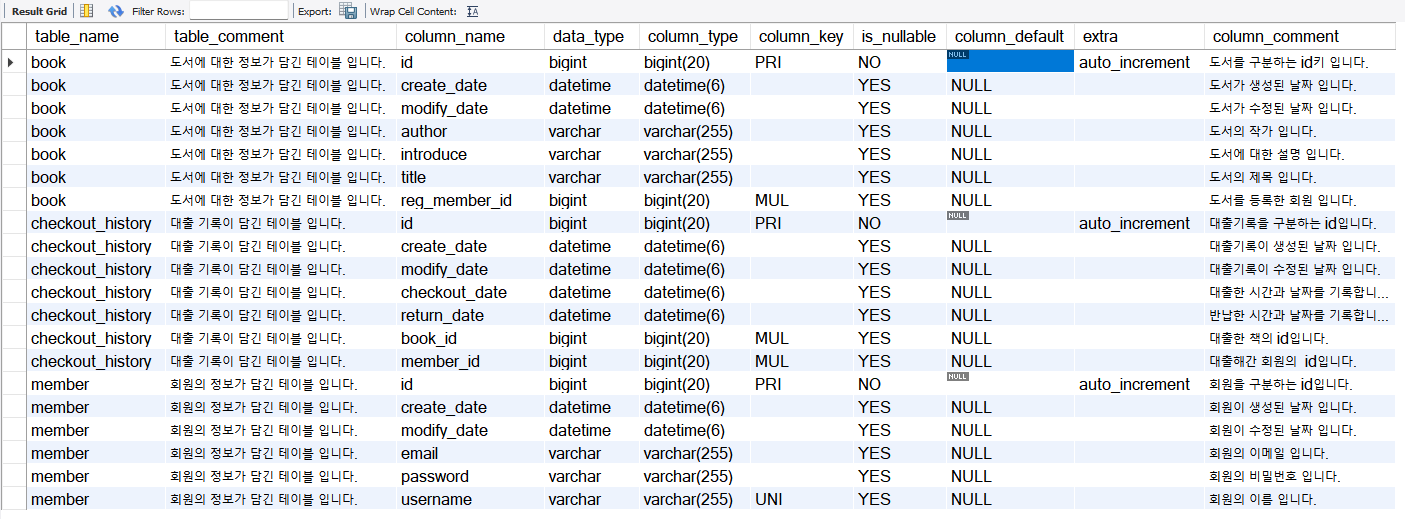 Result Grid Filter Rows: Export: Wrap Cell Content:
table_name table_comment column_name data_type column_type column_key is_nullable column_default extra column_comment
book 도서에 대한 정보가 담긴 테이블 입니다. id bigint bigint(20) PRI NO NULL auto_increment 도서를 구분하는 id키 입니다.
book 도서에 대한 정보가 담긴 테이블 입니다. create_date datetime datetime(6) YES NULL 도서가 생성된 날짜 입니다.
book 도서에 대한 정보가 담긴 테이블 입니다. modify_date datetime datetime(6) YES NULL 도서가 수정된 날짜 입니다.
book 도서에 대한 정보가 담긴 테이블 입니다. author varchar varchar(255) YES NULL 도서의 작가 입니다.
book 도서에 대한 정보가 담긴 테이블 입니다. introduce varchar varchar(255) YES NULL 도서에 대한 설명 입니다.
book 도서에 대한 정보가 담긴 테이블 입니다. title varchar varchar(255) YES NULL 도서의 제목 입니다.
book 도서에 대한 정보가 담긴 테이블 입니다. reg_member_id bigint bigint(20) MUL YES NULL 도서를 등록한 회원 입니다.
checkout_history 대출 기록이 담긴 테이블 입니다. id bigint bigint(20) PRI NO NULL auto_increment 대출기록을 구분하는 id입니다.
checkout_history 대출 기록이 담긴 테이블 입니다. create_date datetime datetime(6) YES NULL 대출기록이 생성된 날짜 입니다.
checkout_history 대출 기록이 담긴 테이블 입니다. modify_date datetime datetime(6) YES NULL 대출기록이 수정된 날짜 입니다.
checkout_history 대출 기록이 담긴 테이블 입니다. checkout_date datetime datetime(6) YES NULL 대출한 시간과 날짜를 기록합니...
checkout_history 대출 기록이 담긴 테이블 입니다. return_date datetime datetime(6) YES NULL 반납한 시간과 날짜를 기록합니...
checkout_history 대출 기록이 담긴 테이블 입니다. book_id bigint bigint(20) MUL YES NULL 대출한 책의 id입니다.
checkout_history 대출 기록이 담긴 테이블 입니다. member_id bigint bigint(20) MUL YES NULL 대출해간 회원의 id입니다.
member 회원의 정보가 담긴 테이블 입니다. id bigint bigint(20) PRI NO NULL auto_increment 회원을 구분하는 id입니다.
member 회원의 정보가 담긴 테이블 입니다. create_date datetime datetime(6) YES NULL 회원이 생성된 날짜 입니다.
member 회원의 정보가 담긴 테이블 입니다. modify_date datetime datetime(6) YES NULL 회원이 수정된 날짜 입니다.
member 회원의 정보가 담긴 테이블 입니다. email varchar varchar(255) YES NULL 회원의 이메일 입니다.
member 회원의 정보가 담긴 테이블 입니다. password varchar varchar(255) YES NULL 회원의 비밀번호 입니다.
member 회원의 정보가 담긴 테이블 입니다. username varchar varchar(255) UNI YES NULL 회원의 이름 입니다.